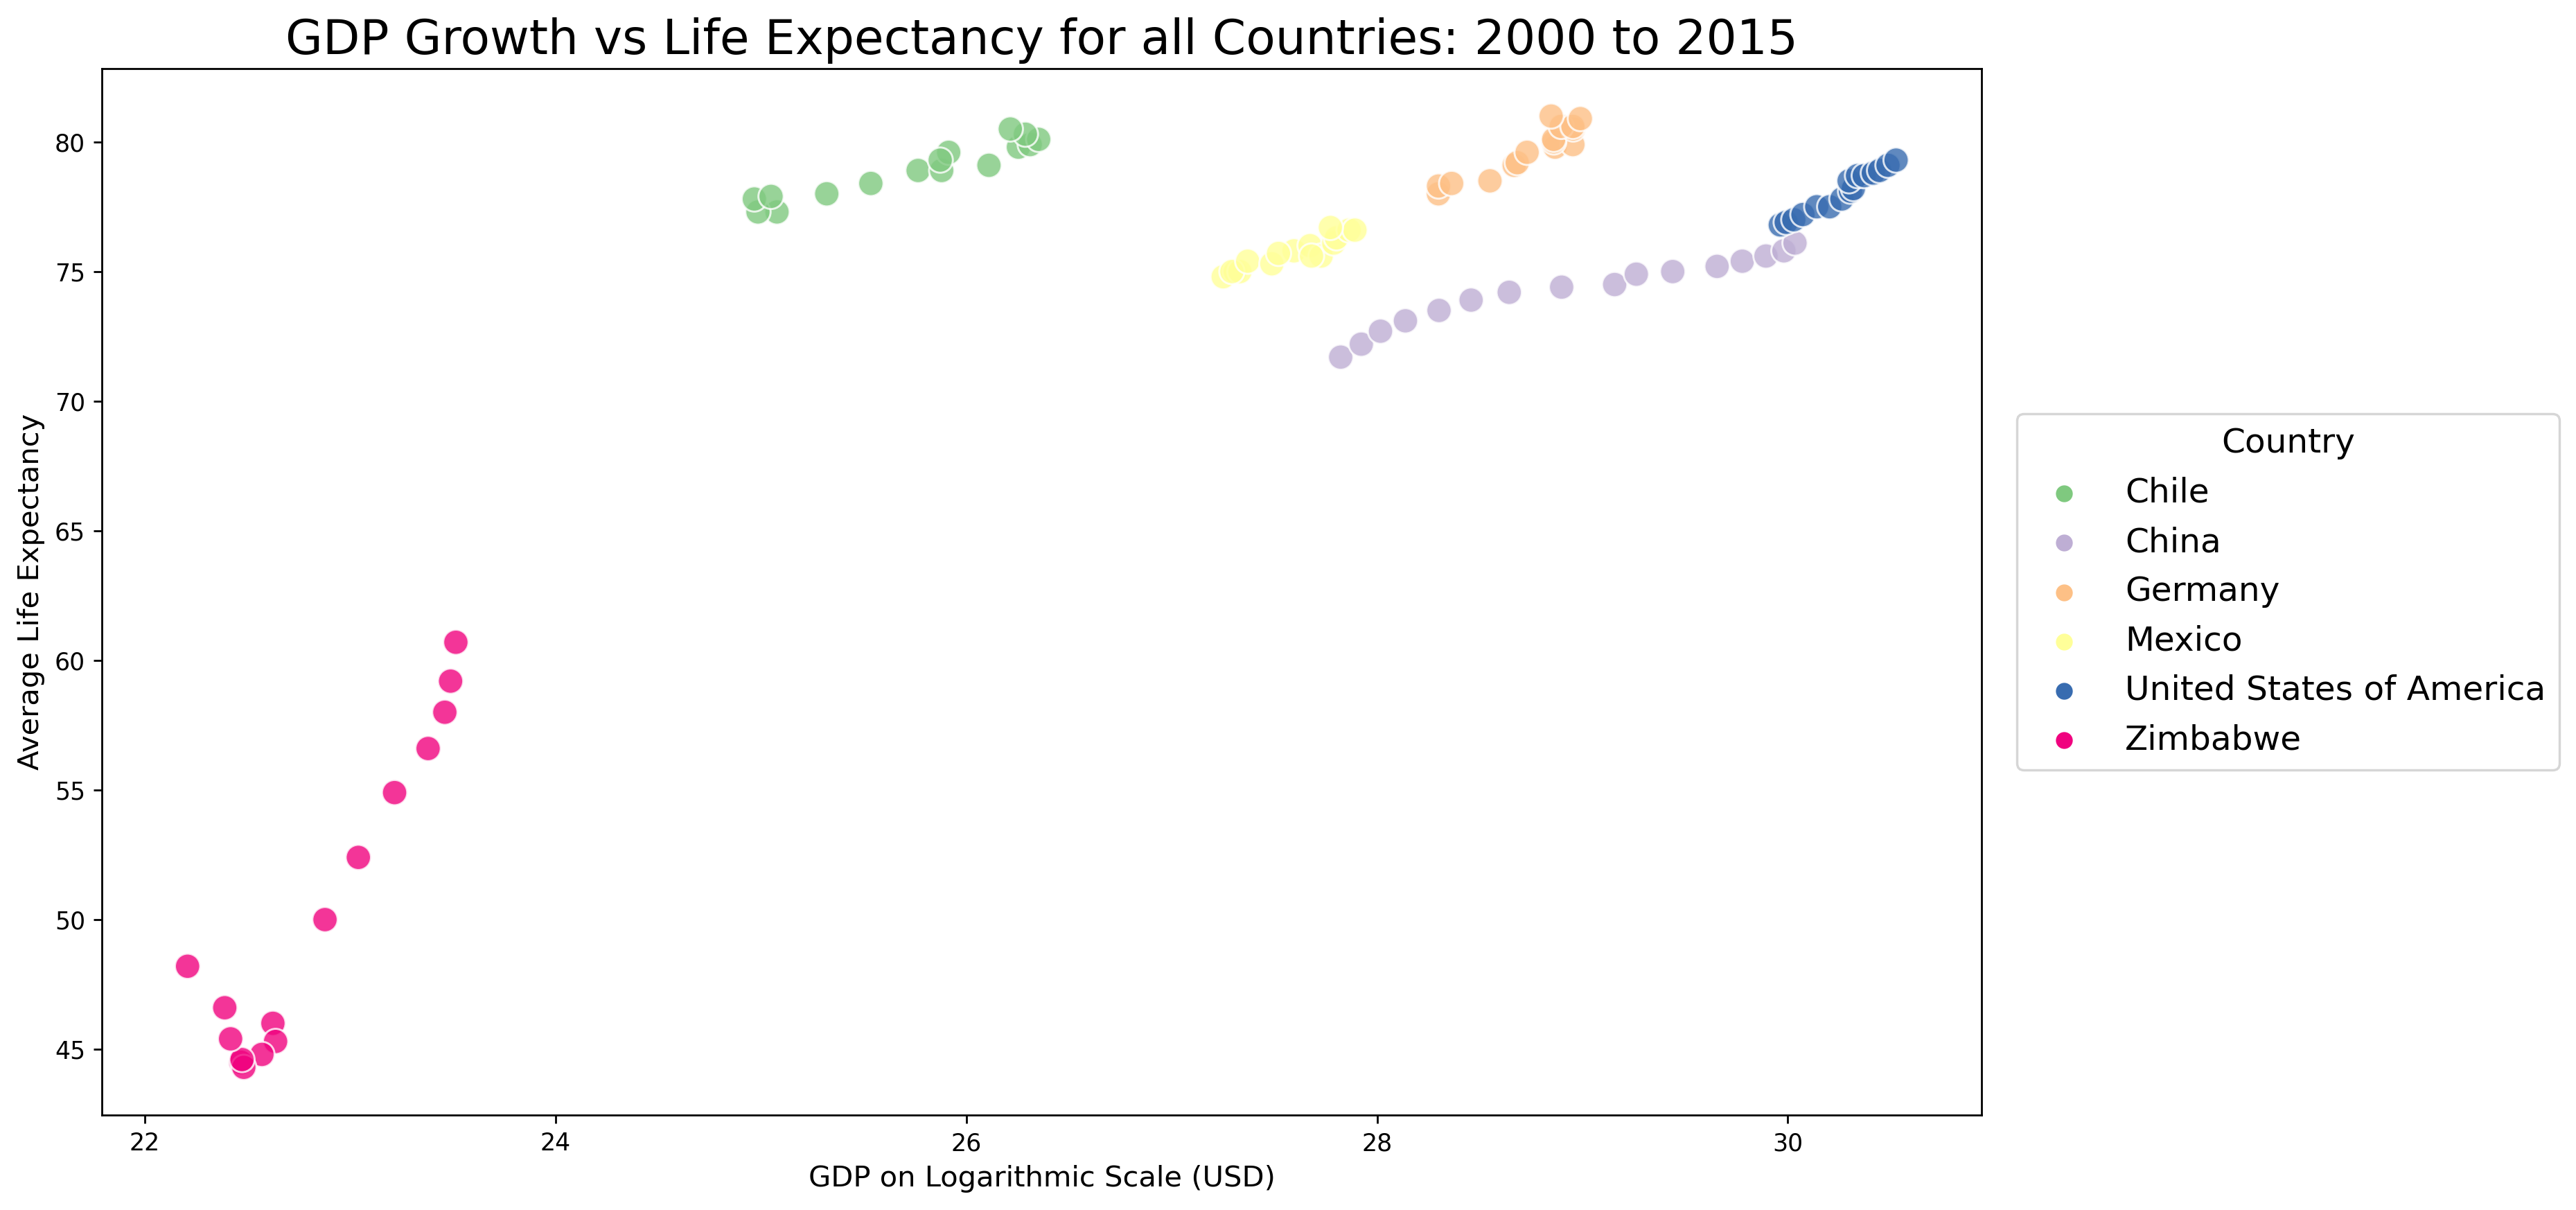 GDP Growth vs Life Expectancy for all Countries: 2000 to 2015
Average Life Expectancy
80
75
70
65
60
55
50
45
22 24 26 28 30
GDP on Logarithmic Scale (USD)
Country
Chile
China
Germany
Mexico
United States of America
Zimbabwe